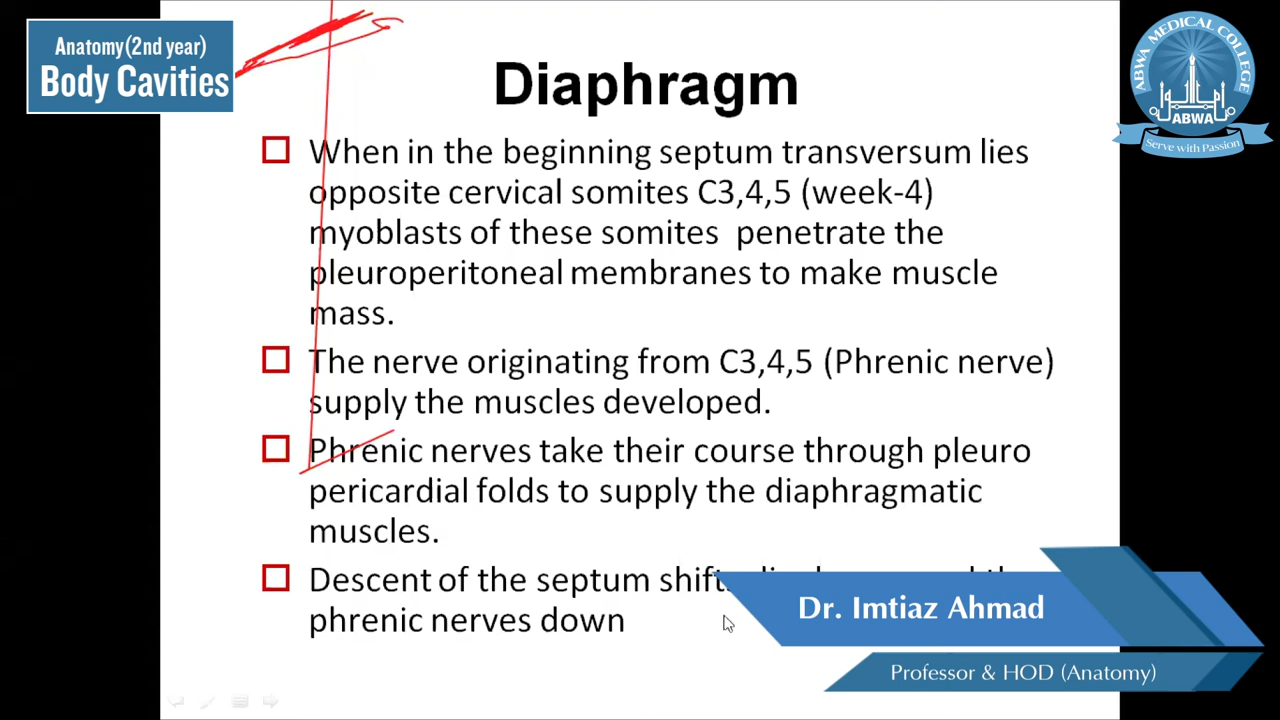 Anatomy(2nd year)
Body Cavities
ABWA MEDICAL COLLEGE
ABWA
Serve with Passion
Diaphragm
When in the beginning septum transversum lies
opposite cervical somites C3,4,5 (week-4)
myoblasts of these somites penetrate the
pleuroperitoneal membranes to make muscle
mass.
The nerve originating from C3,4,5 (Phrenic nerve)
supply the muscles developed.
Phrenic nerves take their course through pleuro
pericardial folds to supply the diaphragmatic
muscles.
Descent of the septum
phrenic nerves down
Dr. Imtiaz Ahmad
Professor & HOD (Anatomy)